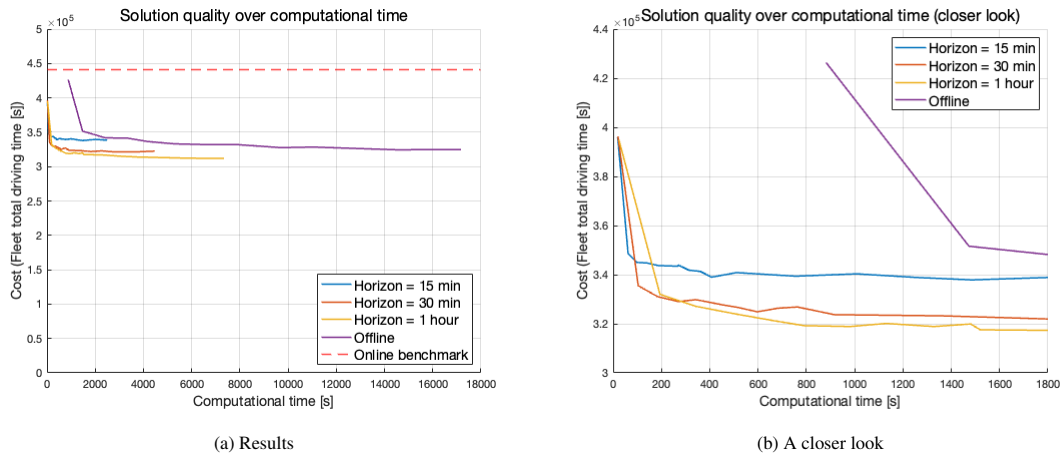 Solution quality over computational time
×10⁵
5
4.5
4
3.5
3
2.5
2
1.5
1
0.5
0
Cost (Fleet total driving time [s])
0 2000 4000 6000 8000 10000 12000 14000 16000 18000
Computational time [s]
Horizon = 15 min
Horizon = 30 min
Horizon = 1 hour
Offline
Online benchmark
(a) Results
Solution quality over computational time (closer look)
×10⁵
4.4
4.2
4
3.8
3.6
3.4
3.2
3
Cost (Fleet total driving time [s])
0 200 400 600 800 1000 1200 1400 1600 1800
Computational time [s]
Horizon = 15 min
Horizon = 30 min
Horizon = 1 hour
Offline
(b) A closer look